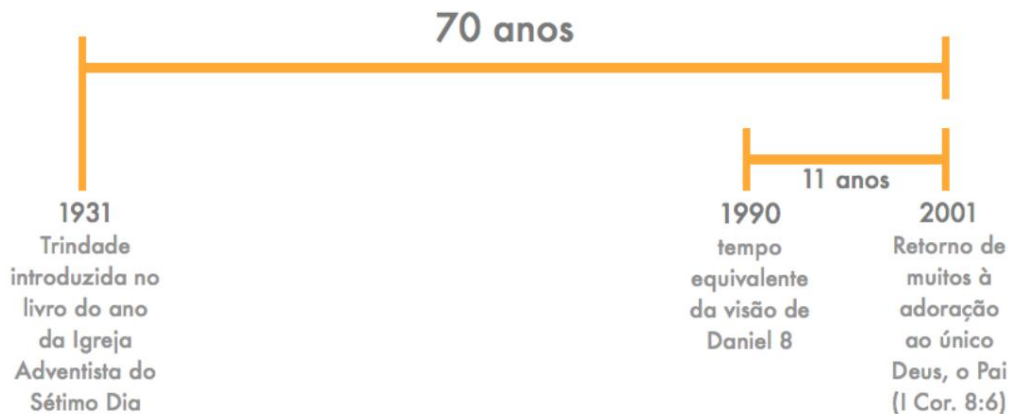 70 anos
11 anos
1931
Trindade
introduzida no
livro do ano
da Igreja
Adventista do
Sétimo Dia
1990
tempo
equivalente
da visão de
Daniel 8
2001
Retorno de
muitos à
adoração
ao único
Deus, o Pai
(I Cor. 8:6)